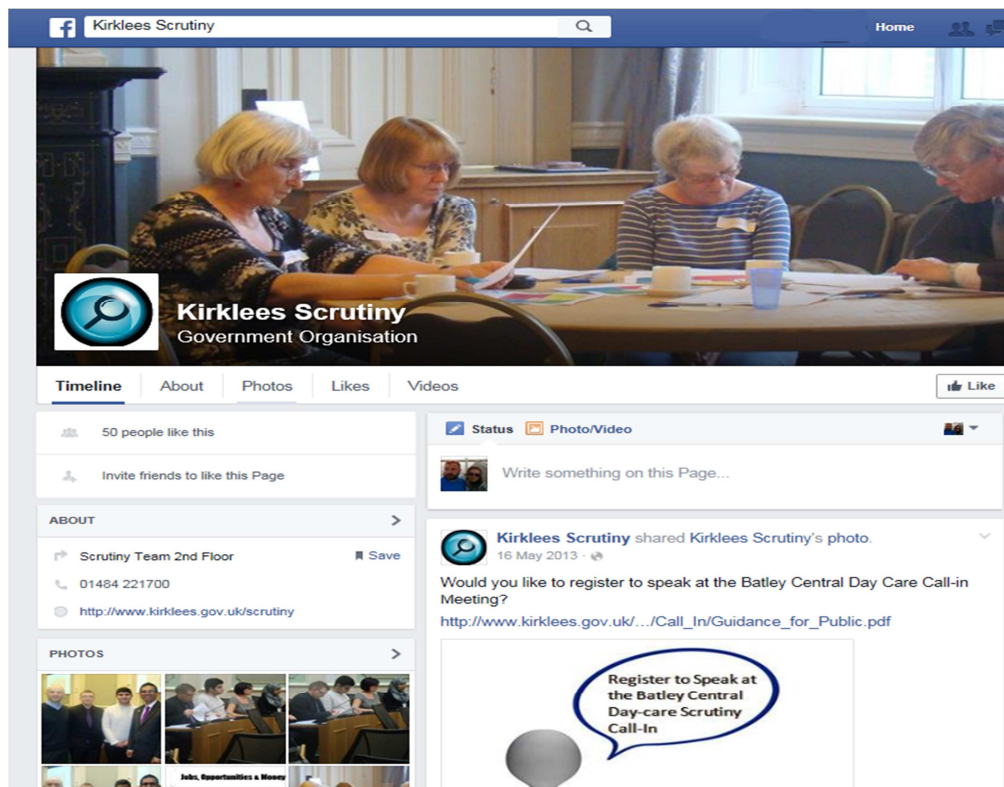 Kirklees Scrutiny
Home
Kirklees Scrutiny
Government Organisation
Timeline
About
Photos
Likes
Videos
Like
50 people like this
Invite friends to like this Page
ABOUT
Scrutiny Team 2nd Floor
Save
01484 221700
http://www.kirklees.gov.uk/scrutiny
PHOTOS
Jobs, Opportunities & Money
Status
Photo/Video
Write something on this Page...
Kirklees Scrutiny shared Kirklees Scrutiny's photo.
16 May 2013 ·
Would you like to register to speak at the Batley Central Day Care Call-in
Meeting?
http://www.kirklees.gov.uk/.../Call_In/Guidance_for_Public.pdf
Register to Speak at
the Batley Central
Day-care Scrutiny
Call-In